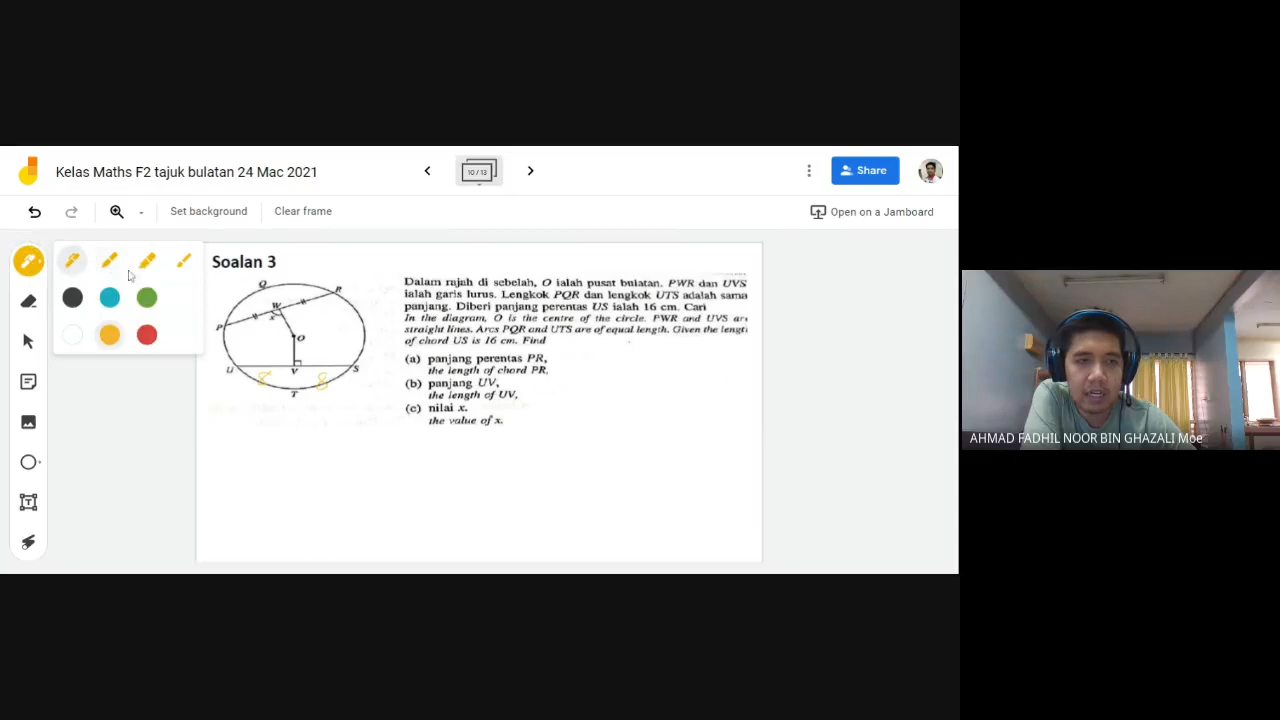 Kelas Maths F2 tajuk bulatan 24 Mac 2021
10 / 13
Share
Set background
Clear frame
Open on a Jamboard
Soalan 3
Q
R
W
P
x
O
U
V
S
8 8
T
Dalam rajah di sebelah, O ialah pusat bulatan. PWR dan UVS
ialah garis lurus. Lengkok PQR dan lengkok UTS adalah sama
panjang. Diberi panjang perentas US ialah 16 cm. Cari
In the diagram, O is the centre of the circle. PWR and UVS are
straight lines. Arcs PQR and UTS are of equal length. Given the lengt
of chord US is 16 cm. Find
(a) panjang perentas PR,
the length of chord PR,
(b) panjang UV,
the length of UV,
(c) nilai x.
the value of x.
AHMAD FADHIL NOOR BIN GHAZALI Moe